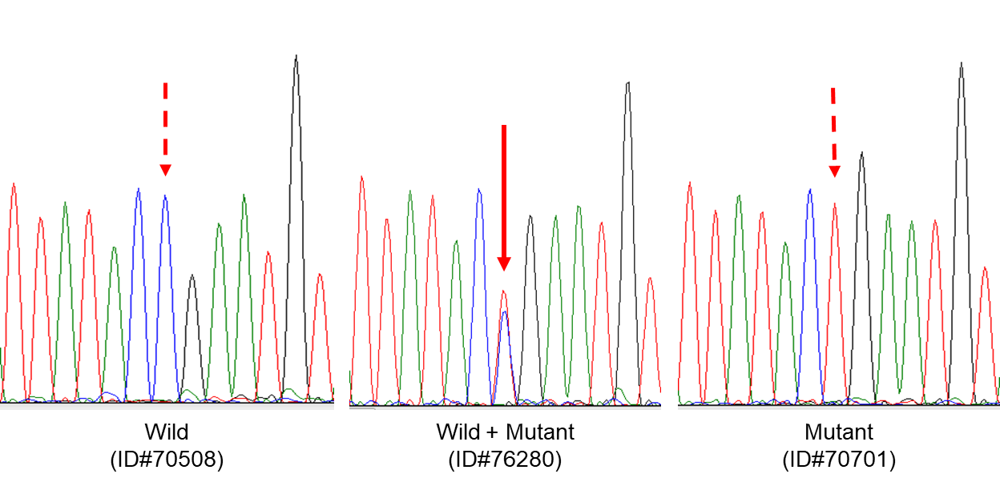 Wild
(ID#70508)
Wild + Mutant
(ID#76280)
Mutant
(ID#70701)